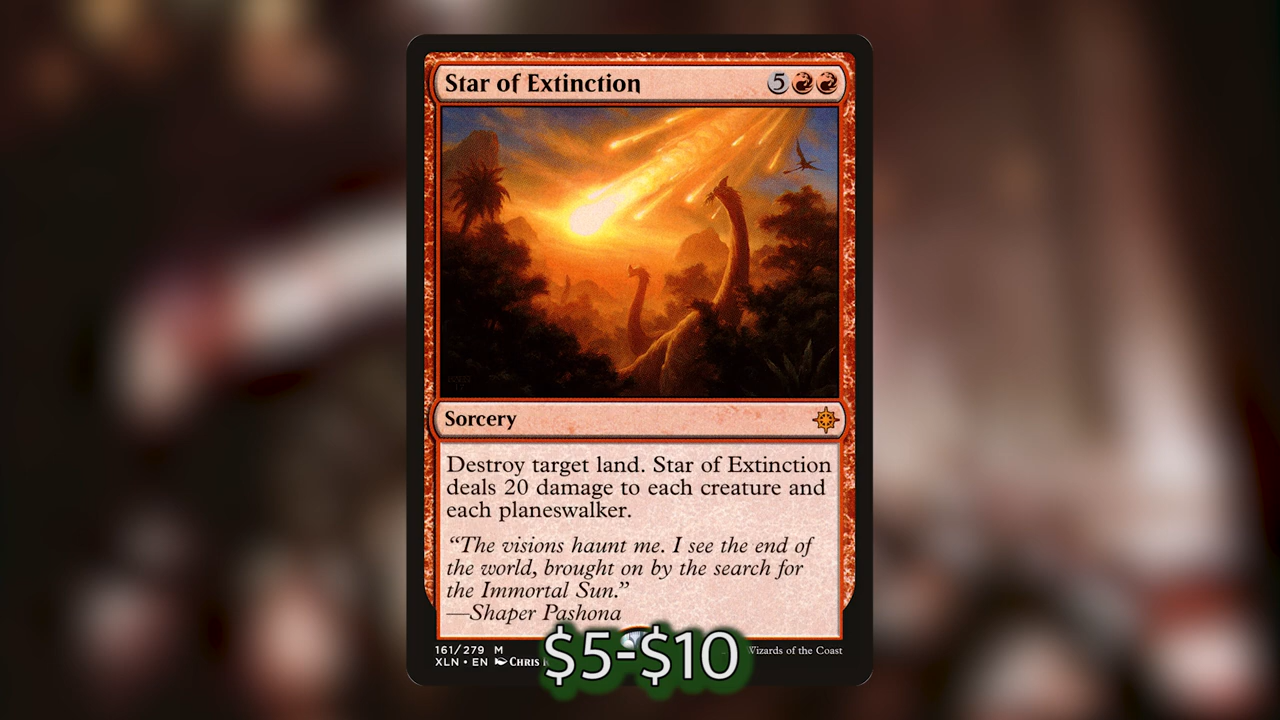 Star of Extinction 5
Sorcery
Destroy target land. Star of Extinction
deals 20 damage to each creature and
each planeswalker.
“The visions haunt me. I see the end of
the world, brought on by the search for
the Immortal Sun.”
—Shaper Pashona
161/279 M
XLN • EN CHRIS
Wizards of the Coast
$5-$10